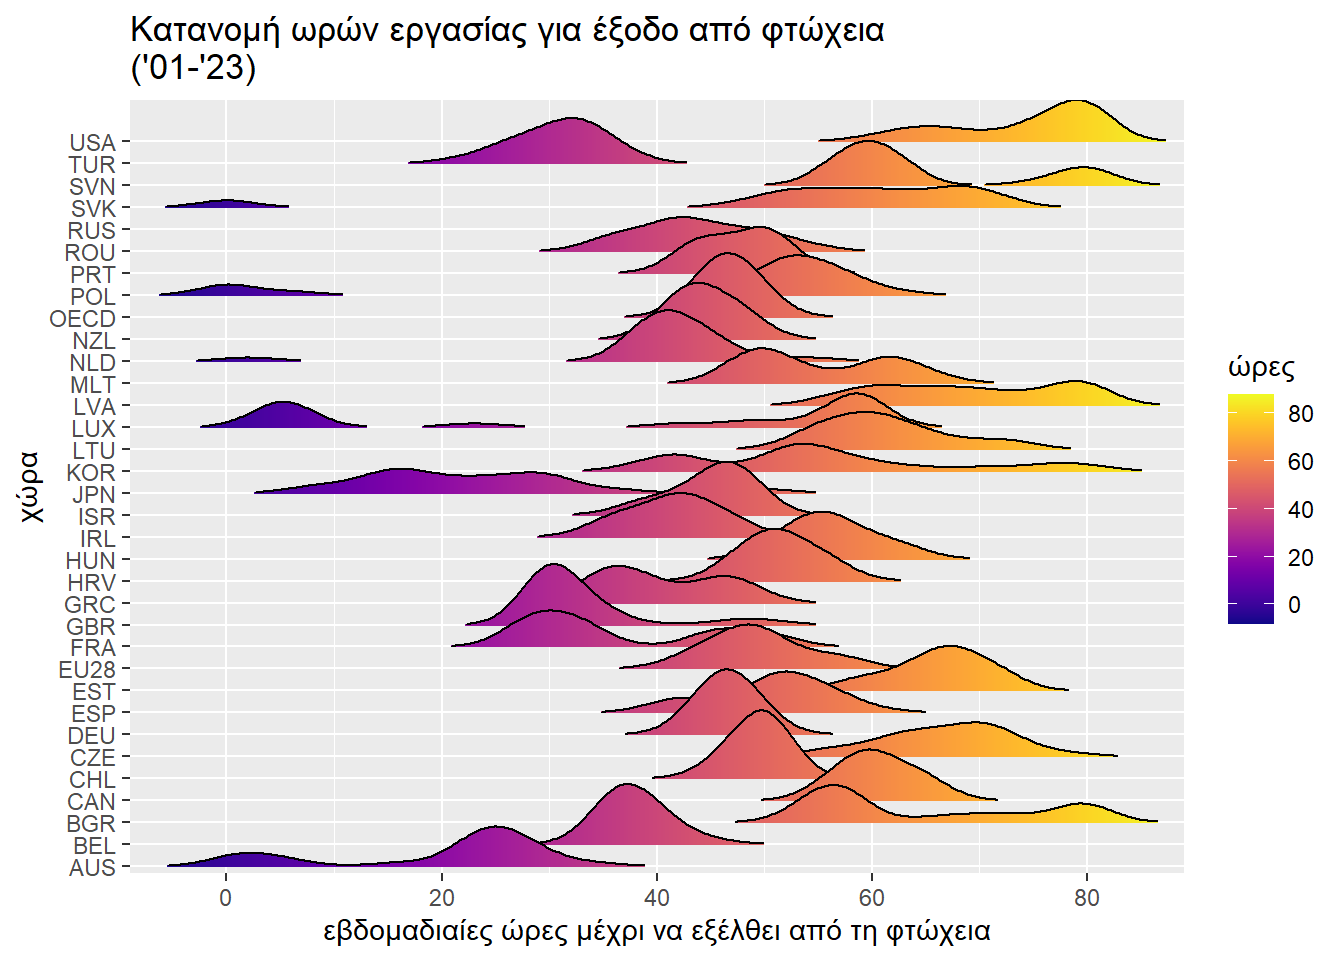 Κατανομή ωρών εργασίας για έξοδο από φτώχεια
('01-'23)
USA
TUR
SVN
SVK
RUS
ROU
PRT
POL
OECD
NZL
NLD
MLT
LVA
LUX
LTU
KOR
JPN
ISR
IRL
HUN
HRV
GRC
GBR
FRA
EU28
EST
ESP
DEU
CZE
CHL
CAN
BGR
BEL
AUS
χώρα
0 20 40 60 80
εβδομαδιαίες ώρες μέχρι να εξέλθει από τη φτώχεια
ώρες
80
60
40
20
0